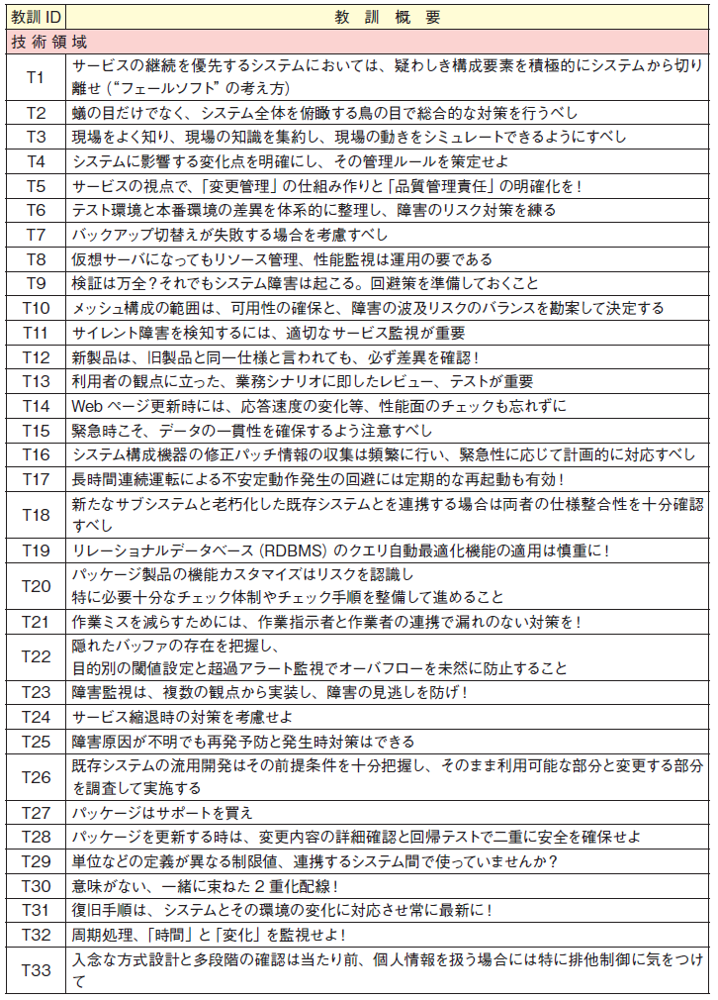 教訓 ID 教 訓 概 要
技 術 領 域
T1 サービスの継続を優先するシステムにおいては、疑わしき構成要素を積極的にシステムから切り
離せ (“フェールソフト” の考え方)
T2 蟻の目だけでなく、システム全体を俯瞰する鳥の目で総合的な対策を行うべし
T3 現場をよく知り、現場の知識を集約し、現場の動きをシミュレートできるようにすべし
T4 システムに影響する変化点を明確にし、その管理ルールを策定せよ
T5 サービスの視点で、「変更管理」の仕組み作りと「品質管理責任」の明確化を!
T6 テスト環境と本番環境の差異を体系的に整理し、障害のリスク対策を練る
T7 バックアップ切替えが失敗する場合を考慮すべし
T8 仮想サーバになってもリソース管理、性能監視は運用の要である
T9 検証は万全?それでもシステム障害は起こる。回避策を準備しておくこと
T10 メッシュ構成の範囲は、可用性の確保と、障害の波及リスクのバランスを勘案して決定する
T11 サイレント障害を検知するには、適切なサービス監視が重要
T12 新製品は、旧製品と同一仕様と言われても、必ず差異を確認!
T13 利用者の観点に立った、業務シナリオに即したレビュー、テストが重要
T14 Web ページ更新時には、応答速度の変化等、性能面のチェックも忘れずに
T15 緊急時こそ、データの一貫性を確保するよう注意すべし
T16 システム構成機器の修正パッチ情報の収集は頻繁に行い、緊急性に応じて計画的に対応すべし
T17 長時間連続運転による不安定動作発生の回避には定期的な再起動も有効!
T18 新たなサブシステムと老朽化した既存システムとを連携する場合は両者の仕様整合性を十分確認
すべし
T19 リレーショナルデータベース (RDBMS) のクエリ自動最適化機能の適用は慎重に!
T20 パッケージ製品の機能カスタマイズはリスクを認識し
特に必要十分なチェック体制やチェック手順を整備して進めること
T21 作業ミスを減らすためには、作業指示者と作業者の連携で漏れのない対策を!
T22 隠れたバッファの存在を把握し、
目的別の閾値設定と超過アラート監視でオーバフローを未然に防止すること
T23 障害監視は、複数の観点から実装し、障害の見逃しを防げ!
T24 サービス縮退時の対策を考慮せよ
T25 障害原因が不明でも再発予防と発生時対策はできる
T26 既存システムの流用開発はその前提条件を十分把握し、そのまま利用可能な部分と変更する部分
を調査して実施する
T27 パッケージはサポートを買え
T28 パッケージを更新する時は、変更内容の詳細確認と回帰テストで二重に安全を確保せよ
T29 単位などの定義が異なる制限値、連携するシステム間で使っていませんか?
T30 意味がない、一緒に束ねた 2 重化配線!
T31 復旧手順は、システムとその環境の変化に対応させ常に最新に!
T32 周期処理、「時間」と「変化」を監視せよ!
T33 入念な方式設計と多段階の確認は当たり前、個人情報を扱う場合には特に排他制御に気をつけ
て